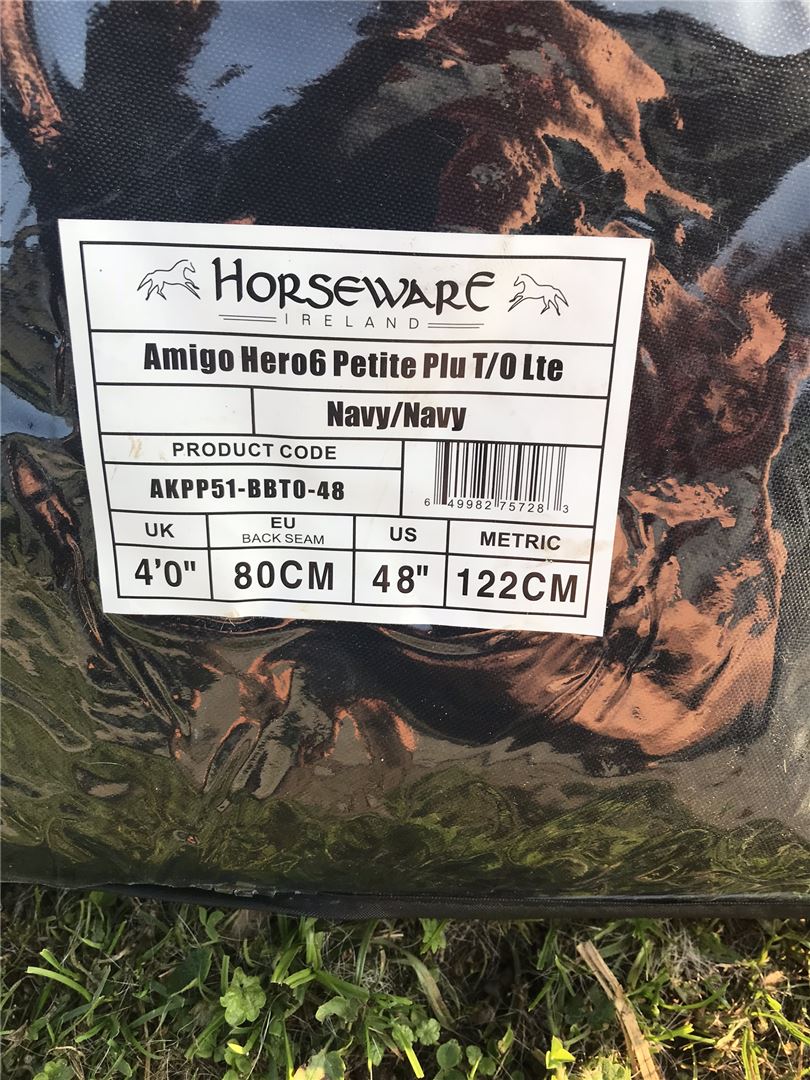 HORSEWARE
IRELAND
Amigo Hero6 Petite Plu T/O Lte
Navy/Navy
PRODUCT CODE
AKPP51-BBTO-48
6 49982 75728 3
UK EU BACK SEAM US METRIC
4'0" 80CM 48" 122CM